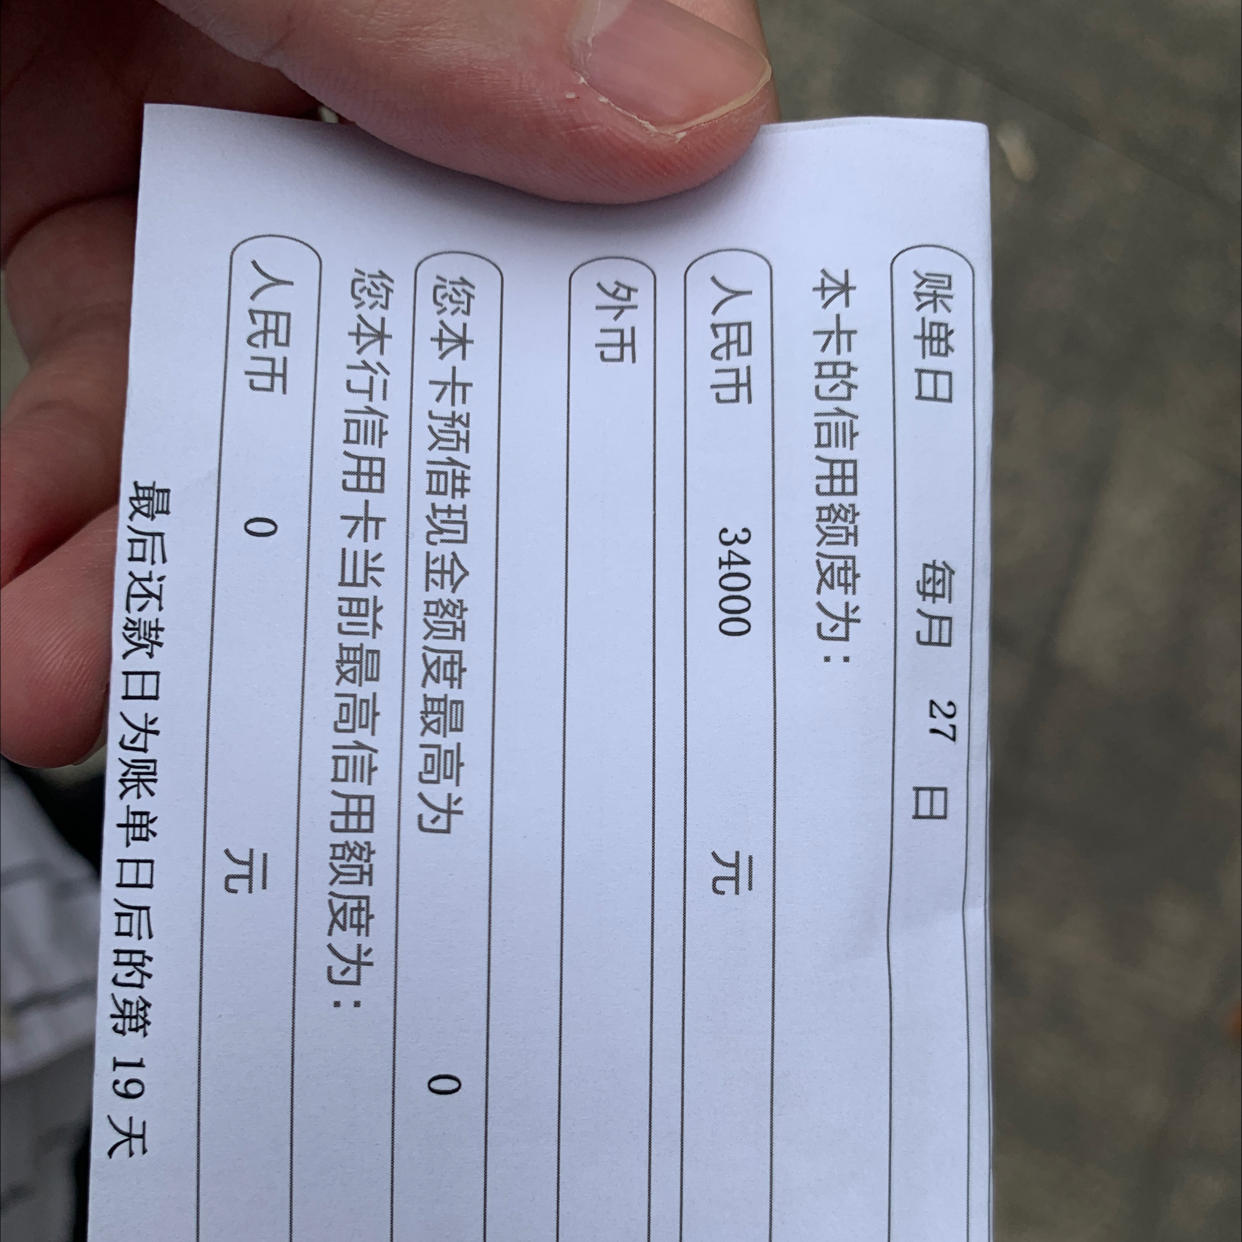 账单日 每月 27 日
本卡的信用额度为：
人民币 34000 元
外币
您本卡预借现金额度最高为 0
您本行信用卡当前最高信用额度为：
人民币 0 元
最后还款日为账单日后的第 19 天